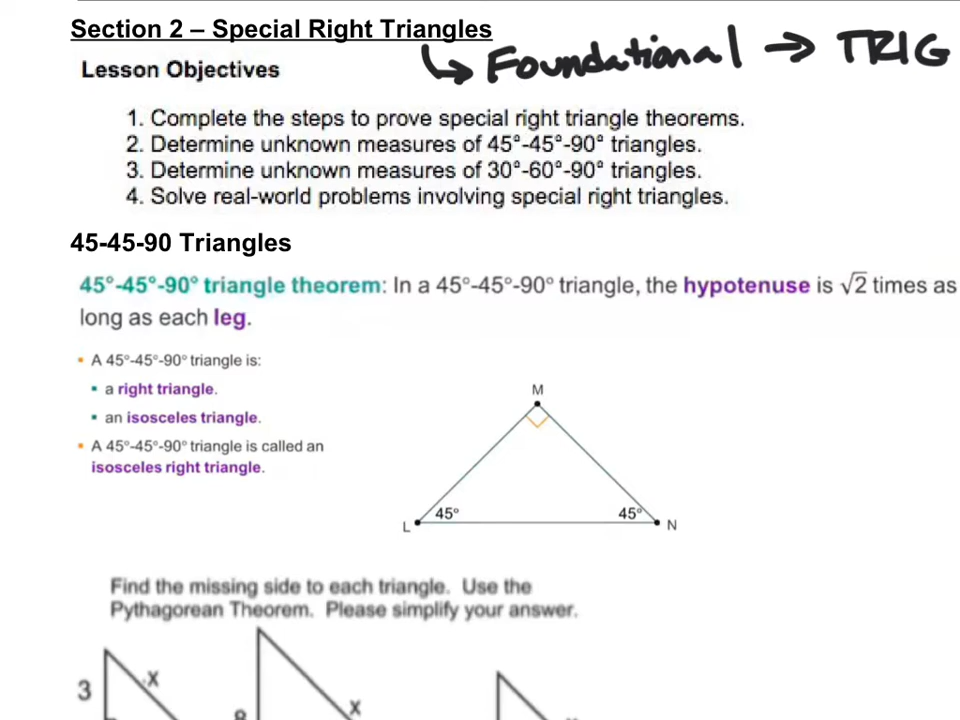 Section 2 – Special Right Triangles
↳ Foundational → TRIG
Lesson Objectives
1. Complete the steps to prove special right triangle theorems.
2. Determine unknown measures of 45°-45°-90° triangles.
3. Determine unknown measures of 30°-60°-90° triangles.
4. Solve real-world problems involving special right triangles.
45-45-90 Triangles
45°-45°-90° triangle theorem: In a 45°-45°-90° triangle, the hypotenuse is √2 times as
long as each leg.
▪ A 45°-45°-90° triangle is:
▪ a right triangle.
▪ an isosceles triangle.
▪ A 45°-45°-90° triangle is called an
isosceles right triangle.
M
45°
45°
L
N
Find the missing side to each triangle. Use the
Pythagorean Theorem. Please simplify your answer.
3
x
8
x